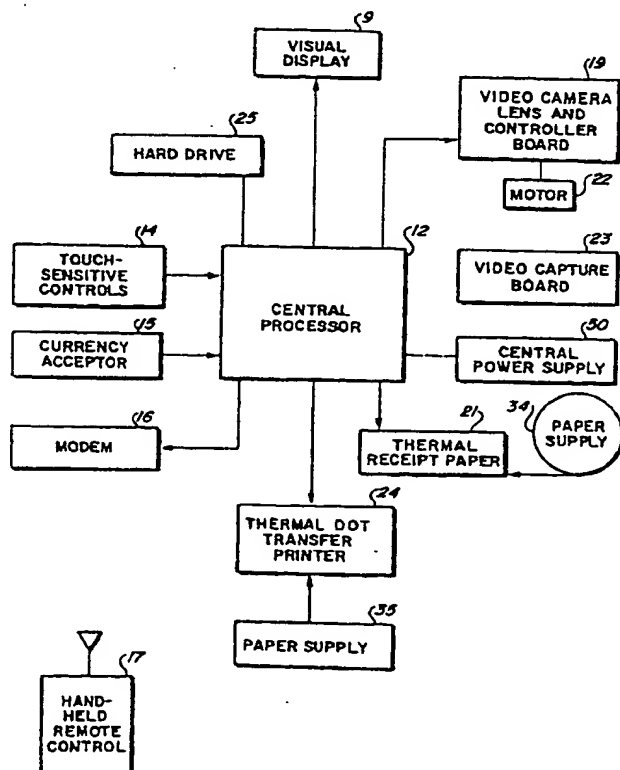 9
VISUAL
DISPLAY
19
VIDEO CAMERA
LENS AND
CONTROLLER
BOARD
25
HARD DRIVE
MOTOR
22
14
TOUCH-
SENSITIVE
CONTROLS
12
CENTRAL
PROCESSOR
23
VIDEO CAPTURE
BOARD
15
CURRENCY
ACCEPTOR
50
CENTRAL
POWER SUPPLY
16
MODEM
21
THERMAL
RECEIPT PAPER
34
PAPER
SUPPLY
24
THERMAL DOT
TRANSFER
PRINTER
35
PAPER SUPPLY
17
HAND-
HELD
REMOTE
CONTROL